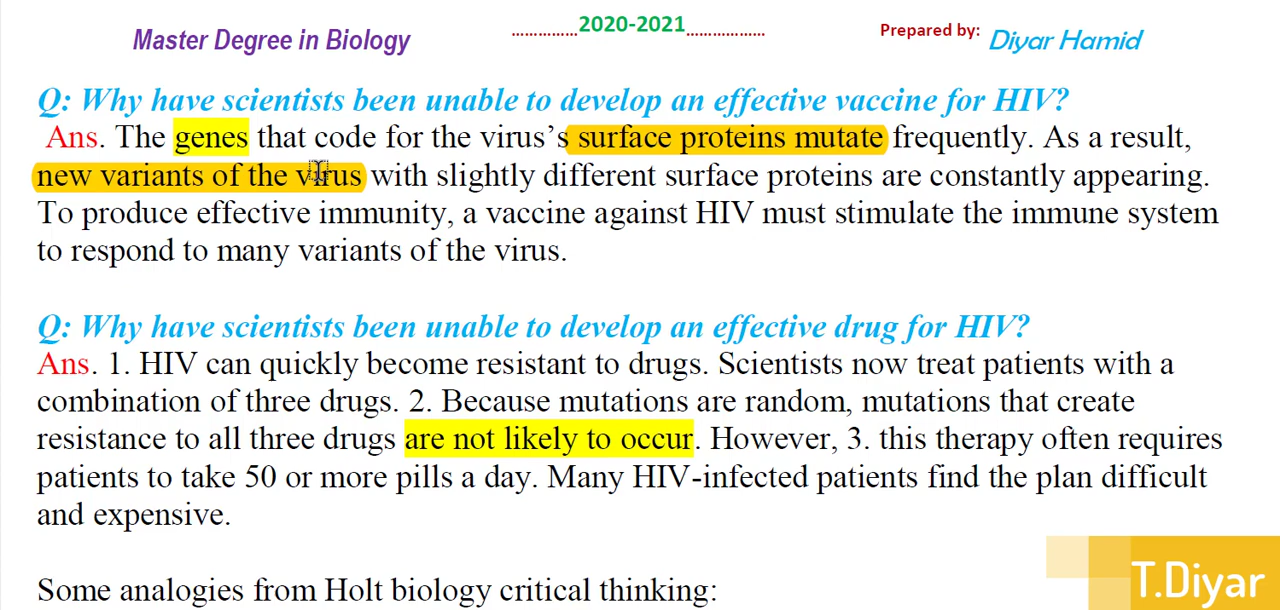 Master Degree in Biology ..............2020-2021................. Prepared by: Diyar Hamid
Q: Why have scientists been unable to develop an effective vaccine for HIV?
Ans. The genes that code for the virus’s surface proteins mutate frequently. As a result,
new variants of the virus with slightly different surface proteins are constantly appearing.
To produce effective immunity, a vaccine against HIV must stimulate the immune system
to respond to many variants of the virus.
Q: Why have scientists been unable to develop an effective drug for HIV?
Ans. 1. HIV can quickly become resistant to drugs. Scientists now treat patients with a
combination of three drugs. 2. Because mutations are random, mutations that create
resistance to all three drugs are not likely to occur. However, 3. this therapy often requires
patients to take 50 or more pills a day. Many HIV-infected patients find the plan difficult
and expensive.
Some analogies from Holt biology critical thinking:
T.Diyar